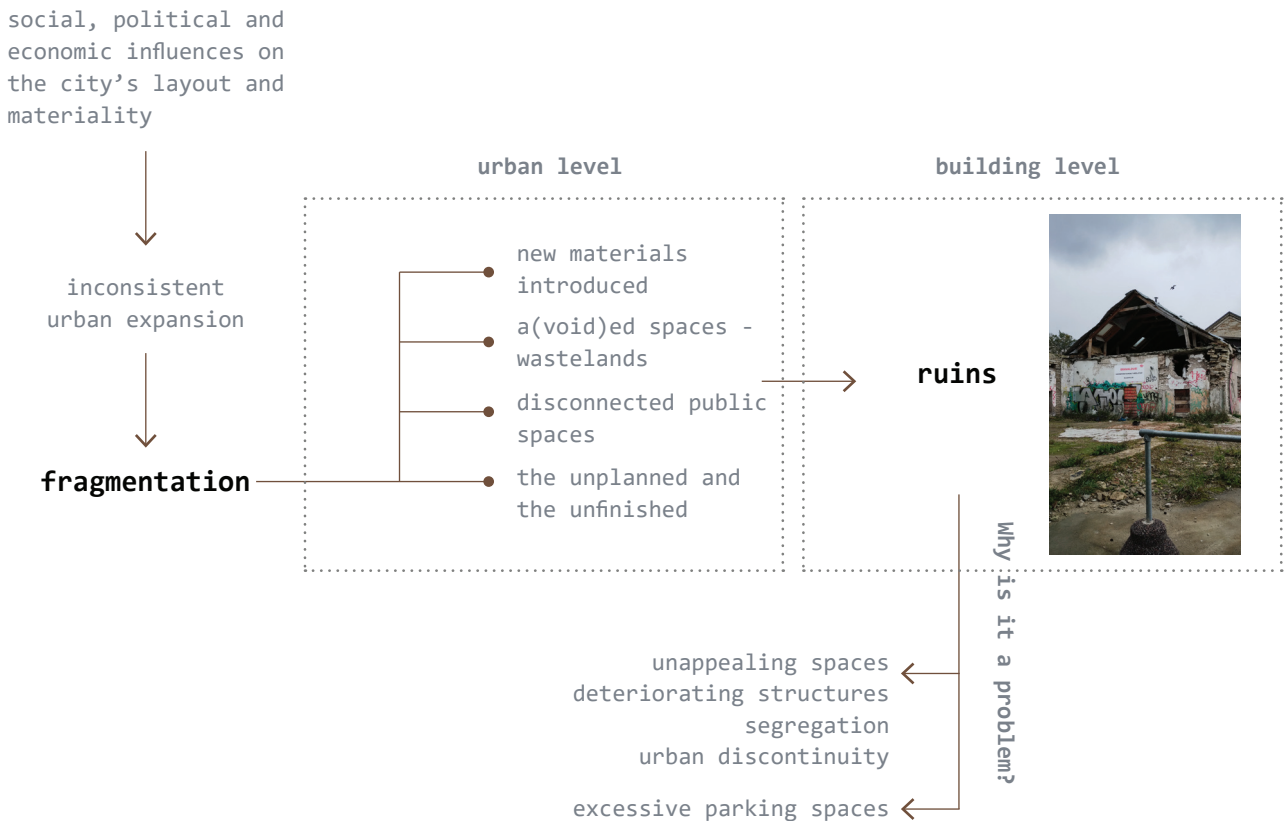 social, political and
economic influences on
the city’s layout and
materiality
inconsistent
urban expansion
fragmentation
urban level
new materials
introduced
a(void)ed spaces -
wastelands
disconnected public
spaces
the unplanned and
the unfinished
building level
ruins
Why is it a problem?
unappealing spaces
deteriorating structures
segregation
urban discontinuity
excessive parking spaces